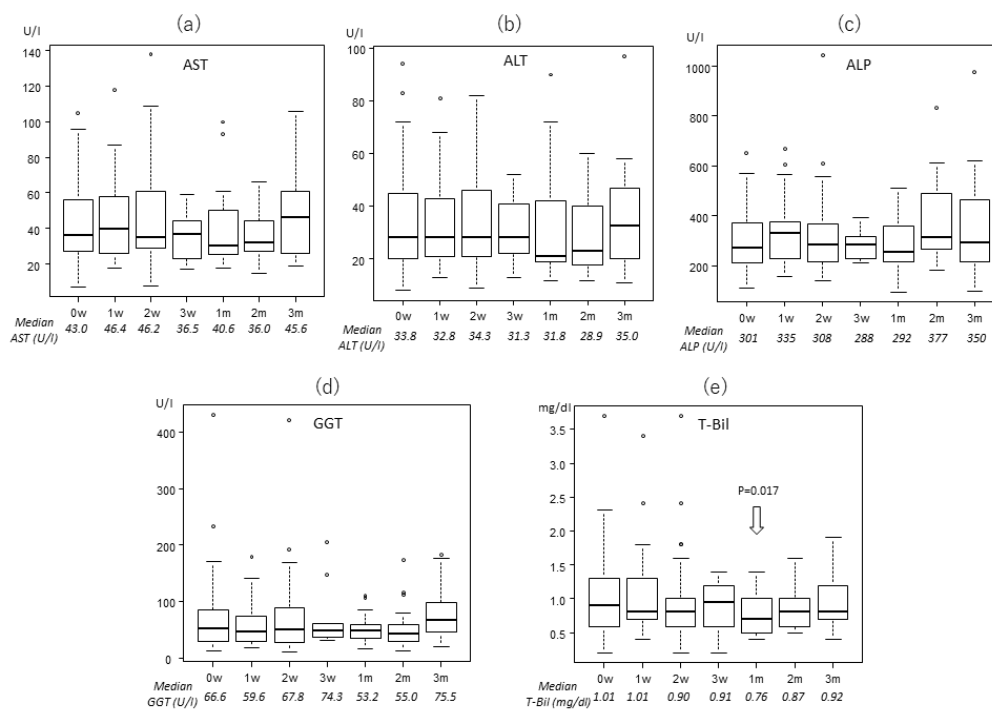 (a)
U/l
AST
140
120
100
80
60
40
20
0w 1w 2w 3w 1m 2m 3m
Median
AST (U/l) 43.0 46.4 46.2 36.5 40.6 36.0 45.6
(b)
U/l
ALT
100
80
60
40
20
0w 1w 2w 3w 1m 2m 3m
Median
ALT (U/l) 33.8 32.8 34.3 31.3 31.8 28.9 35.0
(c)
U/l
ALP
1000
800
600
400
200
0w 1w 2w 3w 1m 2m 3m
Median
ALP (U/l) 301 335 308 288 292 377 350
(d)
U/l
GGT
400
300
200
100
0
0w 1w 2w 3w 1m 2m 3m
Median
GGT (U/l) 66.6 59.6 67.8 74.3 53.2 55.0 75.5
(e)
mg/dl
T-Bil
3.5
3.0
2.5
2.0
1.5
1.0
0.5
P=0.017
0w 1w 2w 3w 1m 2m 3m
Median
T-Bil (mg/dl) 1.01 1.01 0.90 0.91 0.76 0.87 0.92